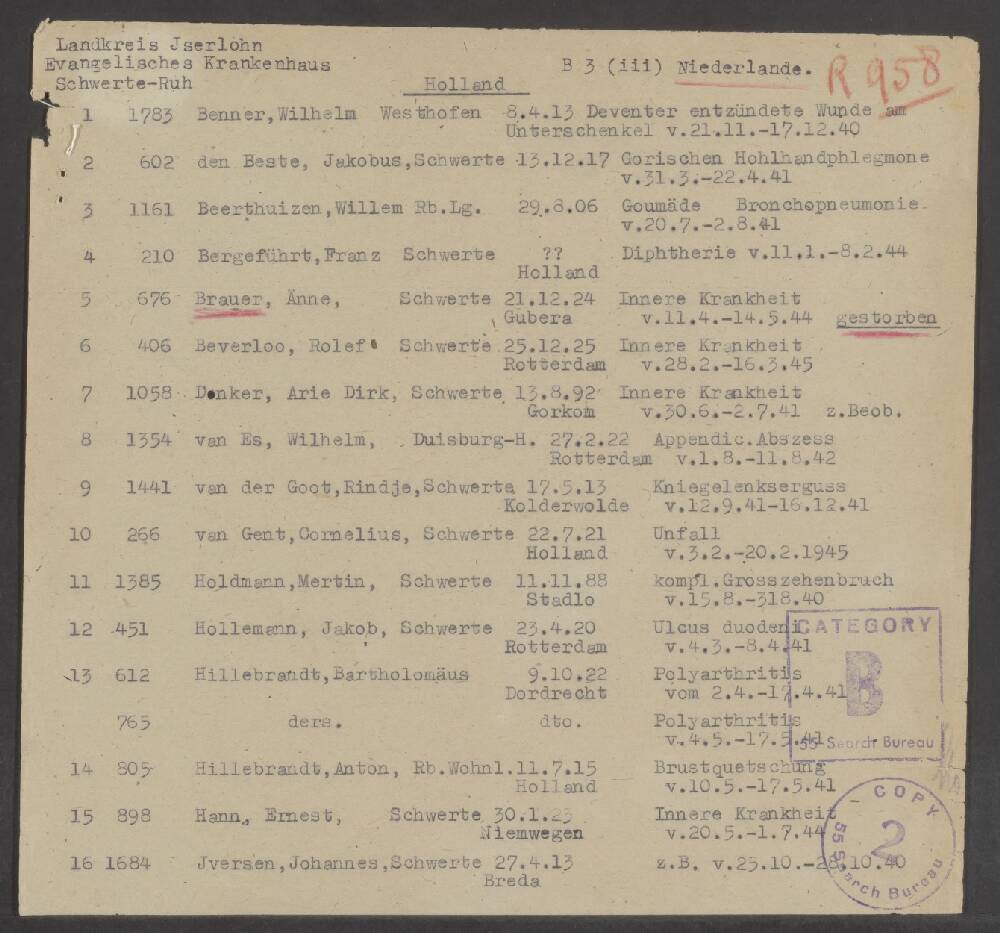 Landkreis Jserlohn
Evangelisches Krankenhaus
Schwerte-Ruh
B 3 (iii) Niederlande.
R 958
Holland
1 1783 Benner,Wilhelm Westhofen 8.4.13 Deventer entzündete Wunde am
Unterschenkel v.21.11.-17.12.40
2 602 den Beste, Jakobus,Schwerte 13.12.17 Gorischen Hohlhandphlegmone
v.31.3.-22.4.41
3 1161 Beerthuizen,Willem Rb.Lg. 29.8.06 Goumäde Bronchopneumonie
v.20.7.-2.8.41
4 210 Bergeführt,Franz Schwerte ?? Diphtherie v.11.1.-8.2.44
Holland
5 676 Brauer, Änne, Schwerte 21.12.24 Innere Krankheit
Gubera v.11.4.-14.5.44 gestorben
6 406 Beverloo, Rolef Schwerte 25.12.25 Innere Krankheit
Rotterdam v.28.2.-16.3.45
7 1058 Donker, Arie Dirk, Schwerte 13.8.92 Innere Krankheit
Gorkom v.30.6.-2.7.41 z.Beob.
8 1354 van Es, Wilhelm, Duisburg-H. 27.2.22 Appendic.Abszess
Rotterdam v.1.8.-11.8.42
9 1441 van der Goot,Rindje,Schwerte 17.5.13 Kniegelenkserguss
Kolderwolde v.12.9.41-16.12.41
10 266 van Gent,Cornelius, Schwerte 22.7.21 Unfall
Holland v.3.2.-20.2.1945
11 1385 Holdmann,Mertin, Schwerte 11.11.88 kompl.Grosszehenbruch
Stadlo v.15.8.-318.40
12 451 Hollemann, Jakob, Schwerte 23.4.20 Ulcus duodeni
Rotterdam v.4.3.-8.4.41
CATEGORY
B
55 Search Bureau
13 612 Hillebrandt,Bartholomäus 9.10.22 Polyarthritis
Dordrecht vom 2.4.-17.4.41
765 ders. dto. Polyarthritis
v.4.5.-17.5.41
14 805 Hillebrandt,Anton, Rb.Wohnl.11.7.15 Brustquetschung
Holland v.10.5.-17.5.41
15 898 Hann, Ernest, Schwerte 30.1.23 Innere Krankheit
Niemwegen v.20.5.-1.7.44
16 1684 Jversen,Johannes,Schwerte 27.4.13 z.B. v.25.10.-28.10.40
Breda
COPY
2
55 Search Bureau